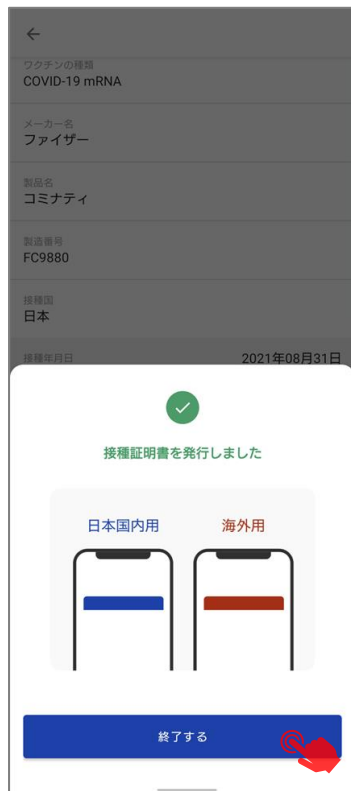 ワクチンの種類
COVID-19 mRNA
メーカー名
ファイザー
製品名
コミナティ
製造番号
FC9880
接種国
日本
接種年月日 2021年08月31日
接種証明書を発行しました
日本国内用 海外用
終了する